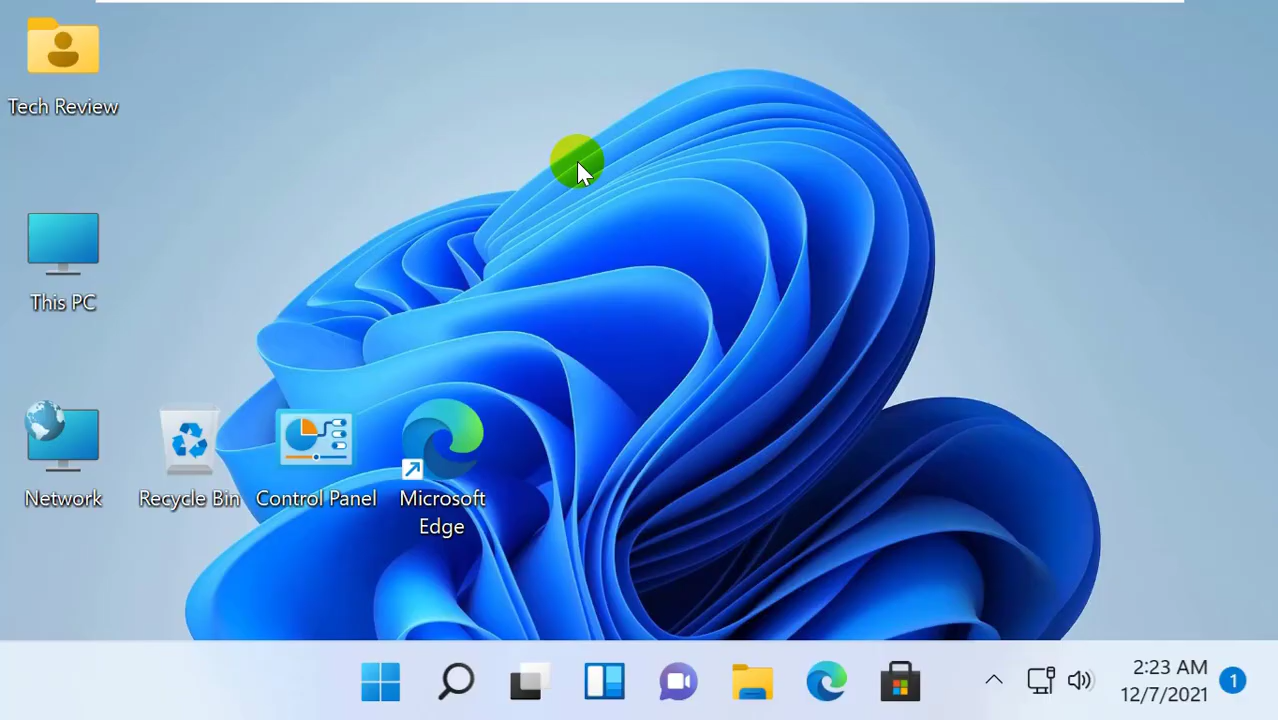 Tech Review
This PC
Network
Recycle Bin
Control Panel
Microsoft
Edge
2:23 AM
12/7/2021
1